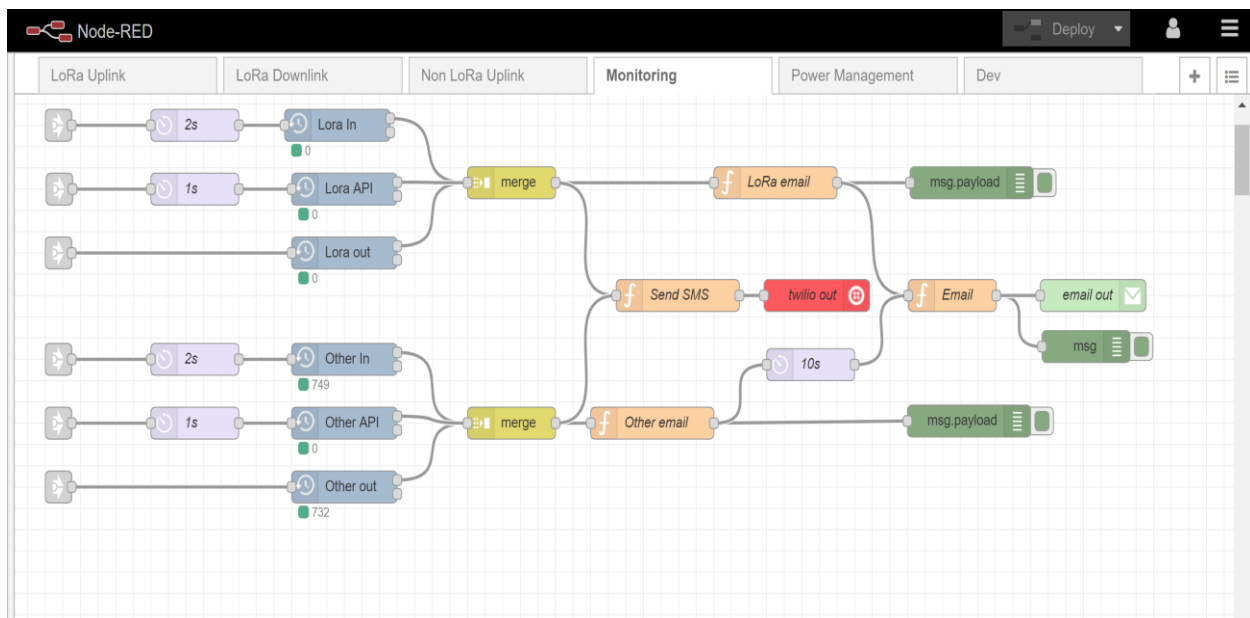 Node-RED
Deploy
LoRa Uplink
LoRa Downlink
Non LoRa Uplink
Monitoring
Power Management
Dev
2s
Lora In
0
1s
Lora API
0
merge
LoRa email
msg.payload
Lora out
0
Send SMS
twilio out
Email
email out
msg
2s
Other In
749
10s
1s
Other API
0
merge
Other email
msg.payload
Other out
732